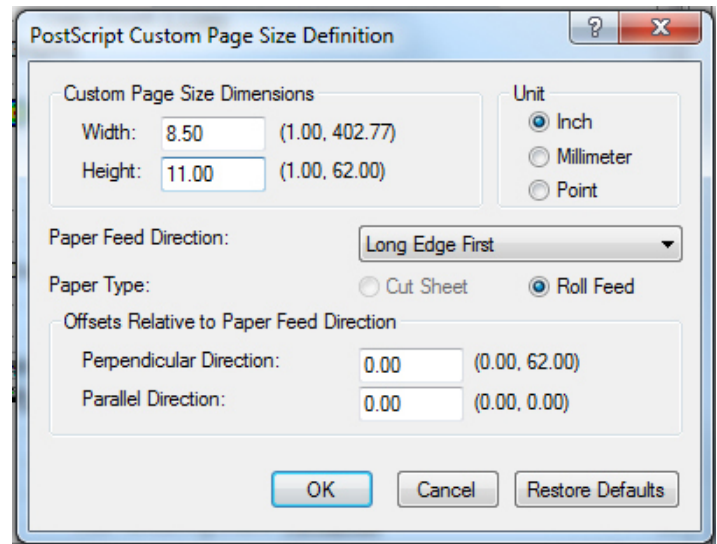 PostScript Custom Page Size Definition
Custom Page Size Dimensions
Unit
Width: 8.50 (1.00, 402.77)
Inch
Height: 11.00 (1.00, 62.00)
Millimeter
Point
Paper Feed Direction: Long Edge First
Paper Type: Cut Sheet Roll Feed
Offsets Relative to Paper Feed Direction
Perpendicular Direction: 0.00 (0.00, 62.00)
Parallel Direction: 0.00 (0.00, 0.00)
OK Cancel Restore Defaults